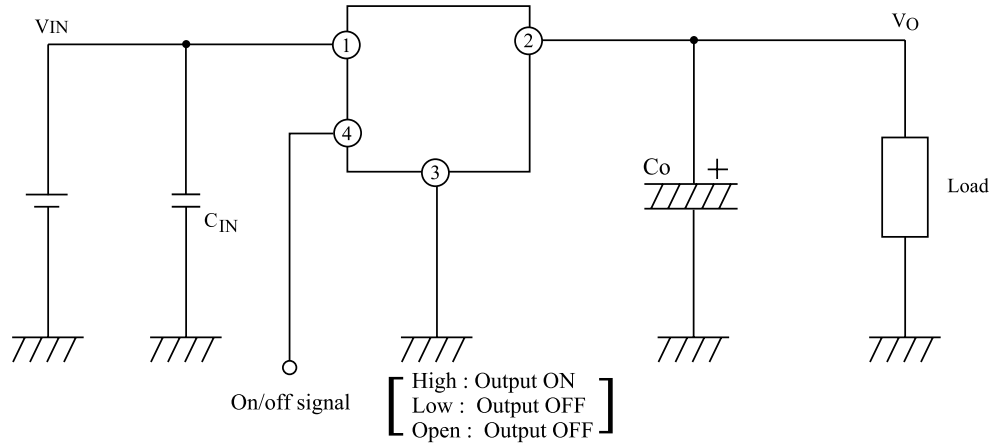 VIN
VO
1
2
4
3
Co +
CIN
Load
On/off signal
High : Output ON
Low : Output OFF
Open : Output OFF